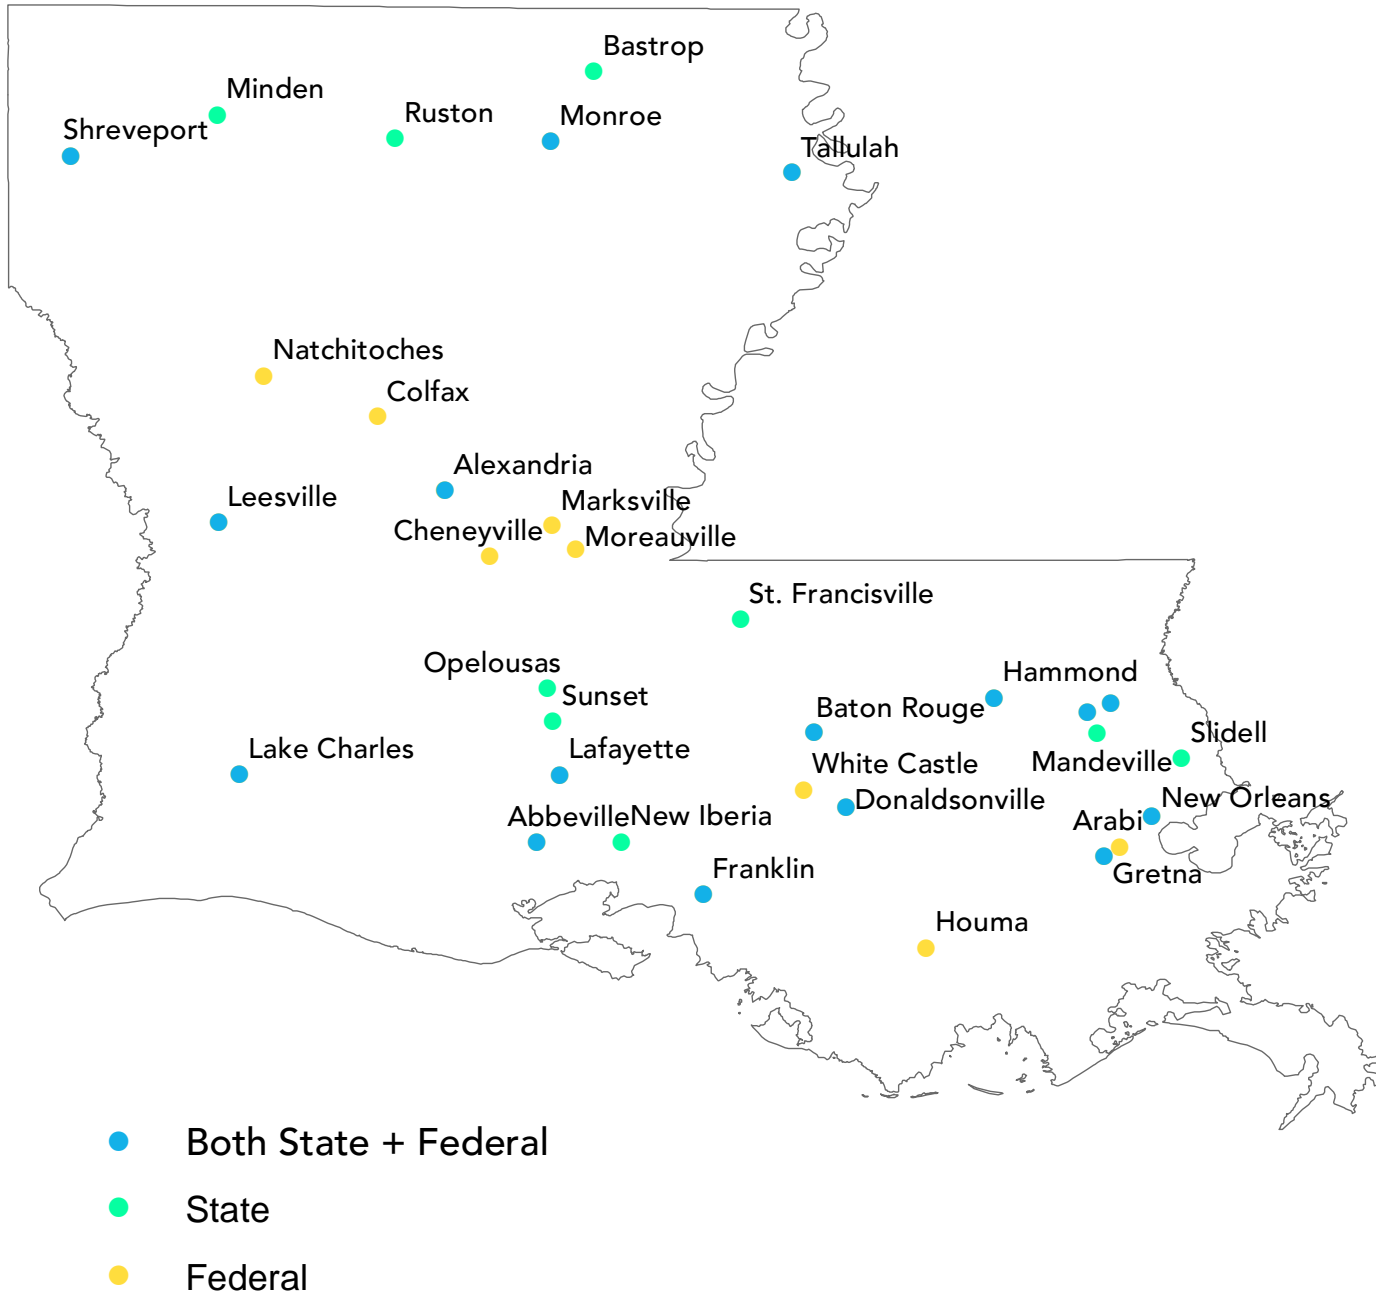 Bastrop
Minden
Ruston
Monroe
Shreveport
Tallulah
Natchitoches
Colfax
Alexandria
Leesville
Marksville
Cheneyville
Moreauville
St. Francisville
Opelousas
Hammond
Sunset
Baton Rouge
Slidell
Lake Charles
Lafayette
White Castle
Mandeville
Donaldsonville
New Orleans
Abbeville
New Iberia
Arabi
Franklin
Gretna
Houma
Both State + Federal
State
Federal